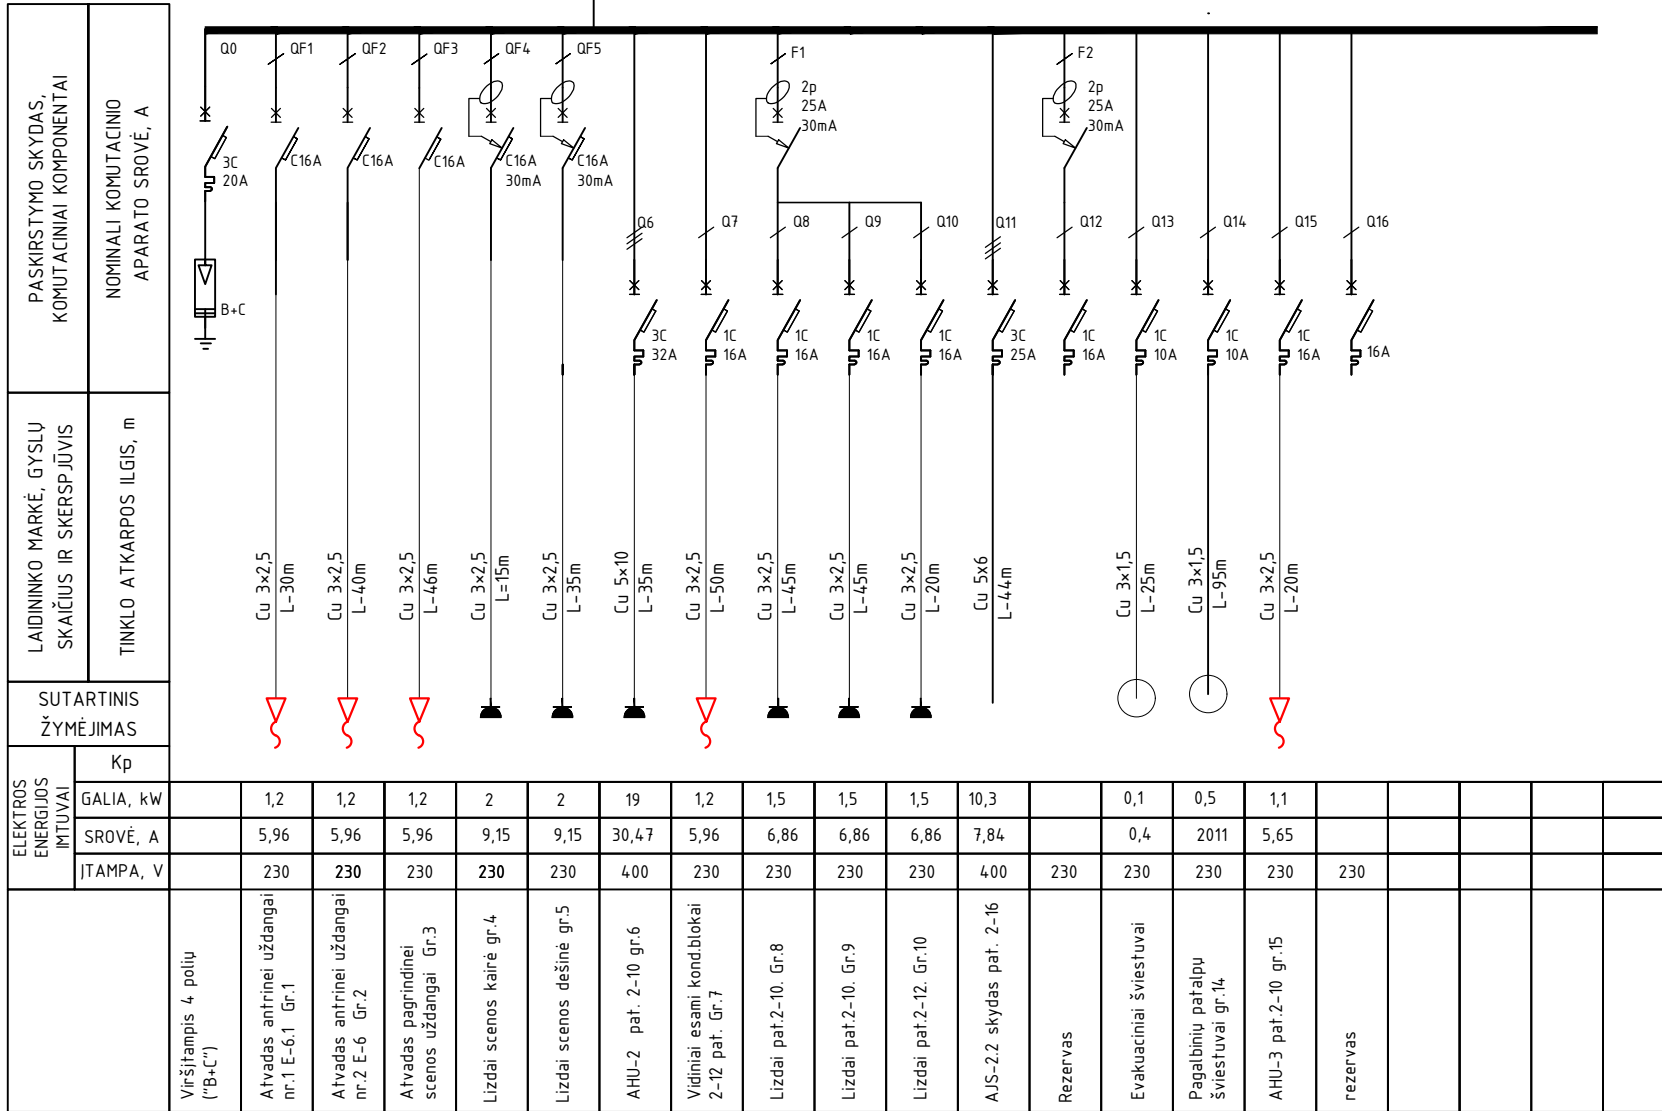 PASKIRSTYMO SKYDAS,
KOMUTACINIAI KOMPONENTAI
NOMINALI KOMUTACINIO
APARATO SROVĖ, A
Q0
QF1
QF2
QF3
QF4
QF5
F1
F2
3C
20A
C16A
C16A
C16A
C16A
30mA
C16A
30mA
2p
25A
30mA
2p
25A
30mA
B+C
Q6
Q7
Q8
Q9
Q10
Q11
Q12
Q13
Q14
Q15
Q16
3C
32A
1C
16A
1C
16A
1C
16A
1C
16A
3C
25A
1C
16A
1C
10A
1C
10A
1C
16A
16A
LAIDININKO MARKĖ, GYSLŲ
SKAČIUS IR SKERSPJŪVIS
TINKLO ATKARPOS ILGIS, m
Cu 3×2,5
L-30m
Cu 3×2,5
L-40m
Cu 3×2,5
L-46m
Cu 3×2,5
L=15m
Cu 3×2,5
L-35m
Cu 5×10
L-35m
Cu 3×2,5
L-50m
Cu 3×2,5
L-45m
Cu 3×2,5
L-45m
Cu 3×2,5
L-20m
Cu 5x6
L-44m
Cu 3×1,5
L-25m
Cu 3×1,5
L-95m
Cu 3×2,5
L-20m
SUTARTINIS
ŽYMĖJIMAS
ELEKTROS
ENERGIJOS
IMTUVAI
Kp
GALIA, kW 1,2 1,2 1,2 2 2 19 1,2 1,5 1,5 1,5 10,3 0,1 0,5 1,1
SROVĖ, A 5,96 5,96 5,96 9,15 9,15 30,47 5,96 6,86 6,86 6,86 7,84 0,4 2011 5,65
ĮTAMPA, V 230 230 230 230 230 400 230 230 230 230 400 230 230 230 230 230
Viršįtampis 4 polių
("B+C")
Atvadas antrinei uždangai
nr.1 E-6.1 Gr.1
Atvadas antrinei uždangai
nr.2 E-6 Gr.2
Atvadas pagrindinei
scenos uždangai Gr.3
Lizdai scenos kairė gr.4
Lizdai scenos dešinė gr.5
AHU-2 pat. 2-10 gr.6
Vidiniai esami kond.blokai
2-12 pat. Gr.7
Lizdai pat.2-10. Gr.8
Lizdai pat.2-10. Gr.9
Lizdai pat.2-12. Gr.10
AJS-2.2 skydas pat. 2-16
Rezervas
Evakuaciniai šviestuvai
Pagalbinių patalpų
šviestuvai gr.14
AHU-3 pat.2-10 gr.15
rezervas